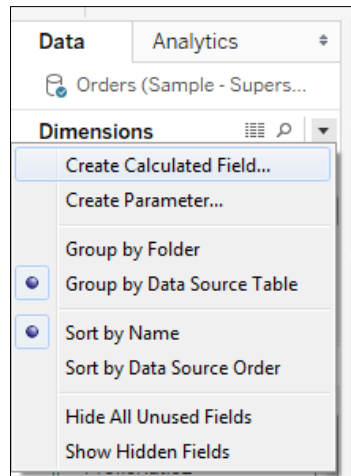 Data Analytics
Orders (Sample - Supers...
Dimensions
Create Calculated Field...
Create Parameter...
Group by Folder
Group by Data Source Table
Sort by Name
Sort by Data Source Order
Hide All Unused Fields
Show Hidden Fields